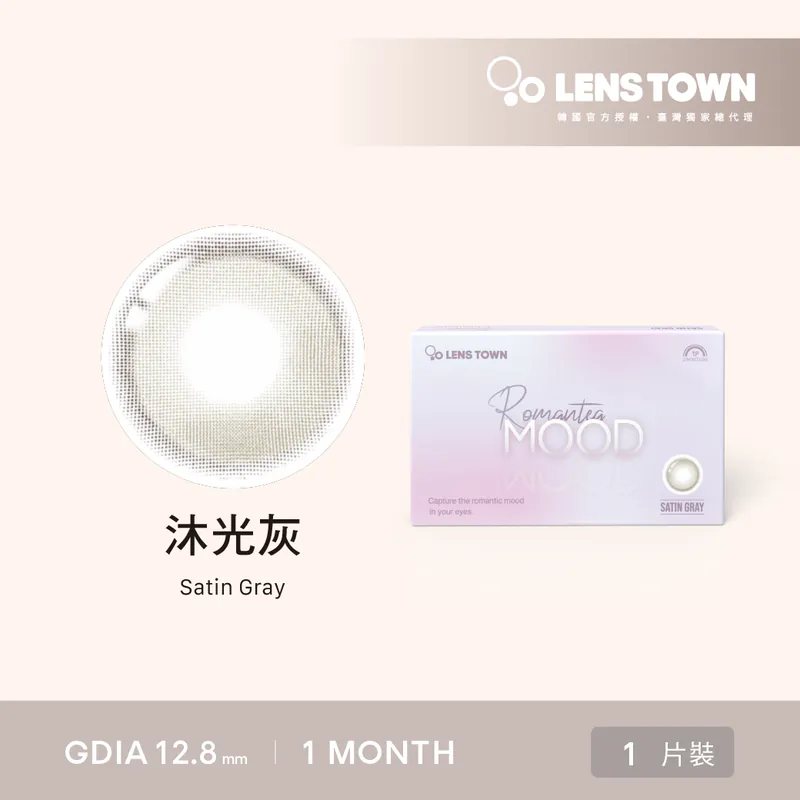 LENS TOWN
韓國官方授權・臺灣獨家總代理
LENS TOWN
1P
Romantea
MOOD
Capture the romantic mood
in your eyes.
SATIN GRAY
沐光灰
Satin Gray
GDIA 12.8 mm | 1 MONTH
1 片裝